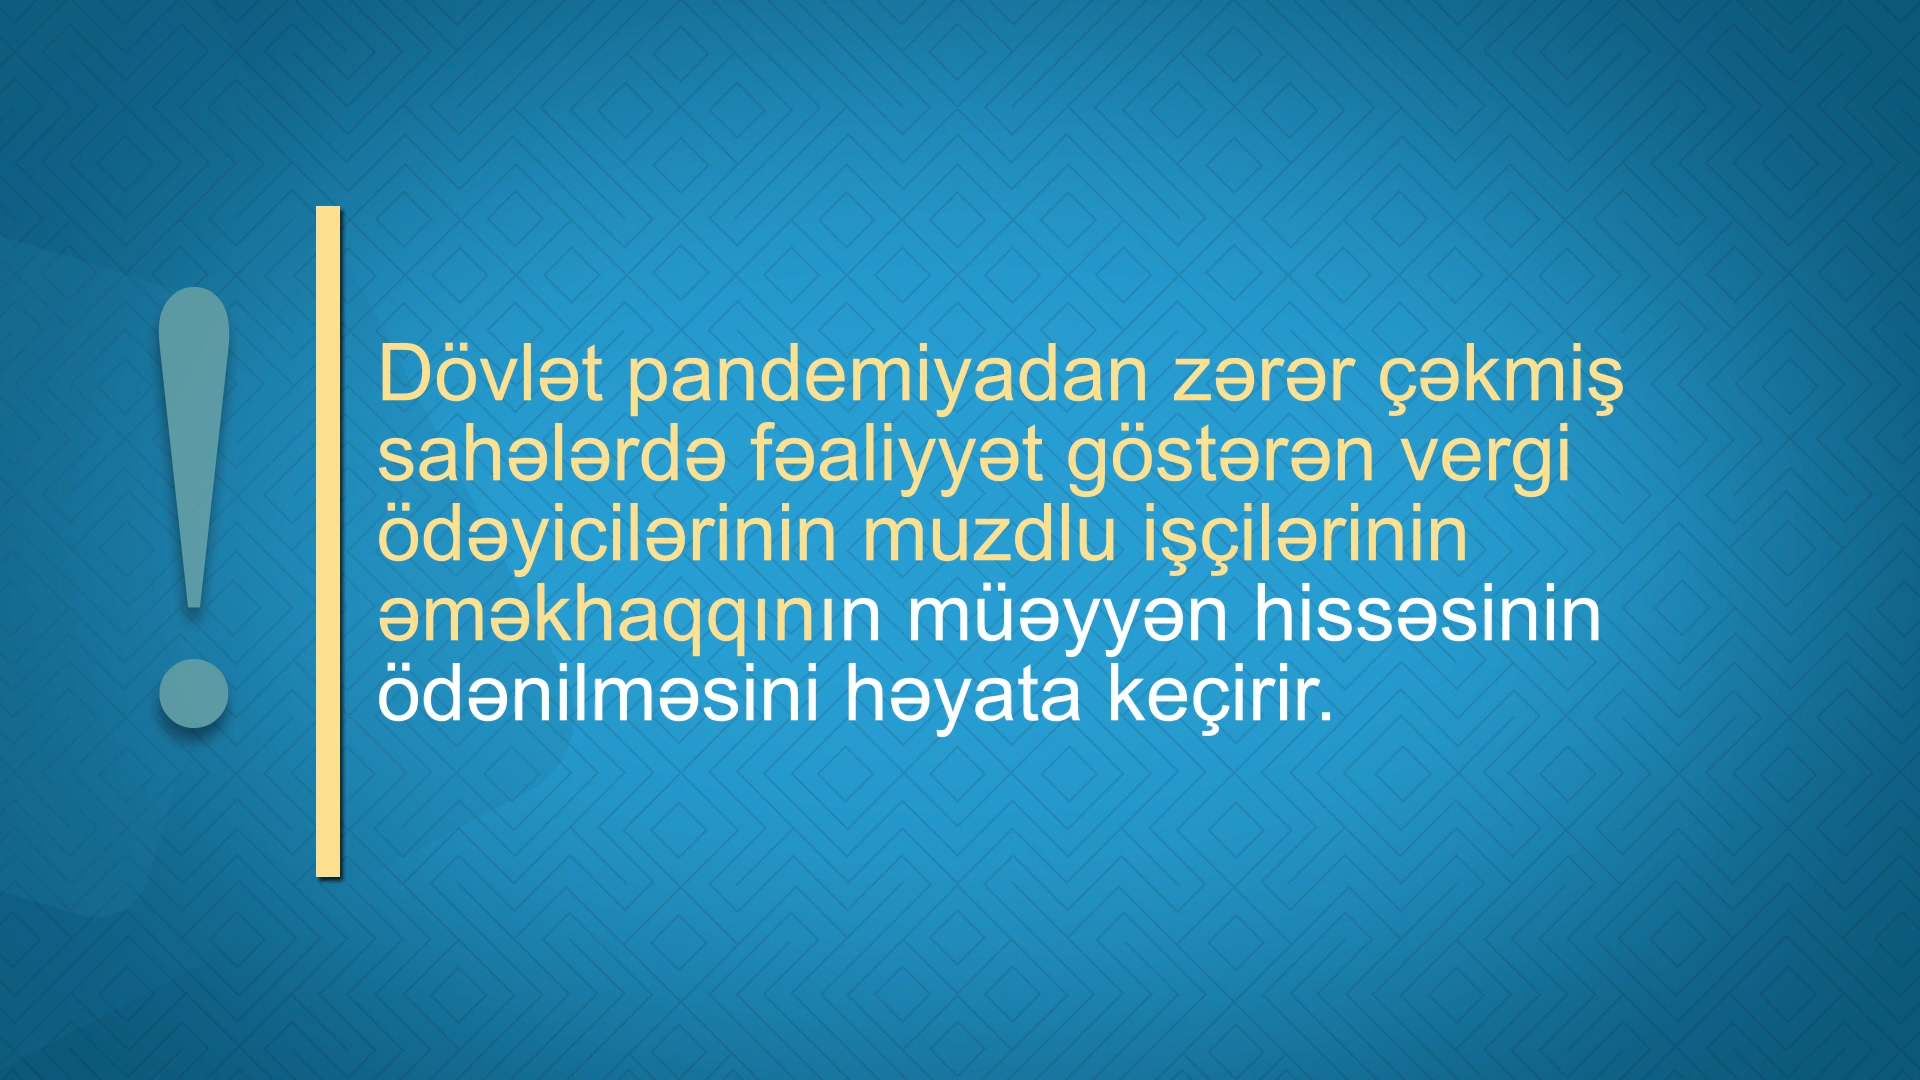 Dövlət pandemiyadan zərər çəkmiş
sahələrdə fəaliyyət göstərən vergi
ödəyicilərinin muzdlu işçilərinin
əməkhaqqının müəyyən hissəsinin
ödənilməsini həyata keçirir.